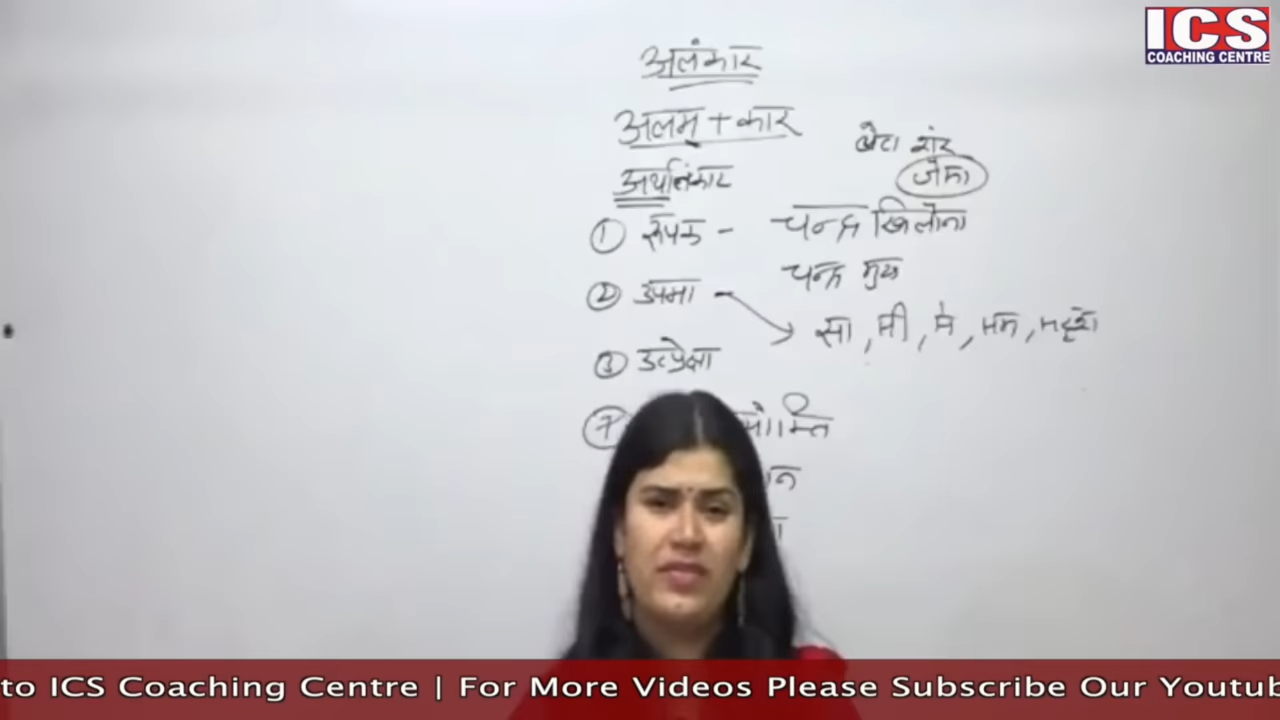 ICS
COACHING CENTRE
अलंकार
अलम् + कार
बेटा शेर
जैसा
अर्थालंकार
① रूपक - चन्द्र खिलौना
चन्द्र मुख
② उपमा - सा, सी, से, सम, सदृश
③ उत्प्रेक्षा
to ICS Coaching Centre | For More Videos Please Subscribe Our Youtub